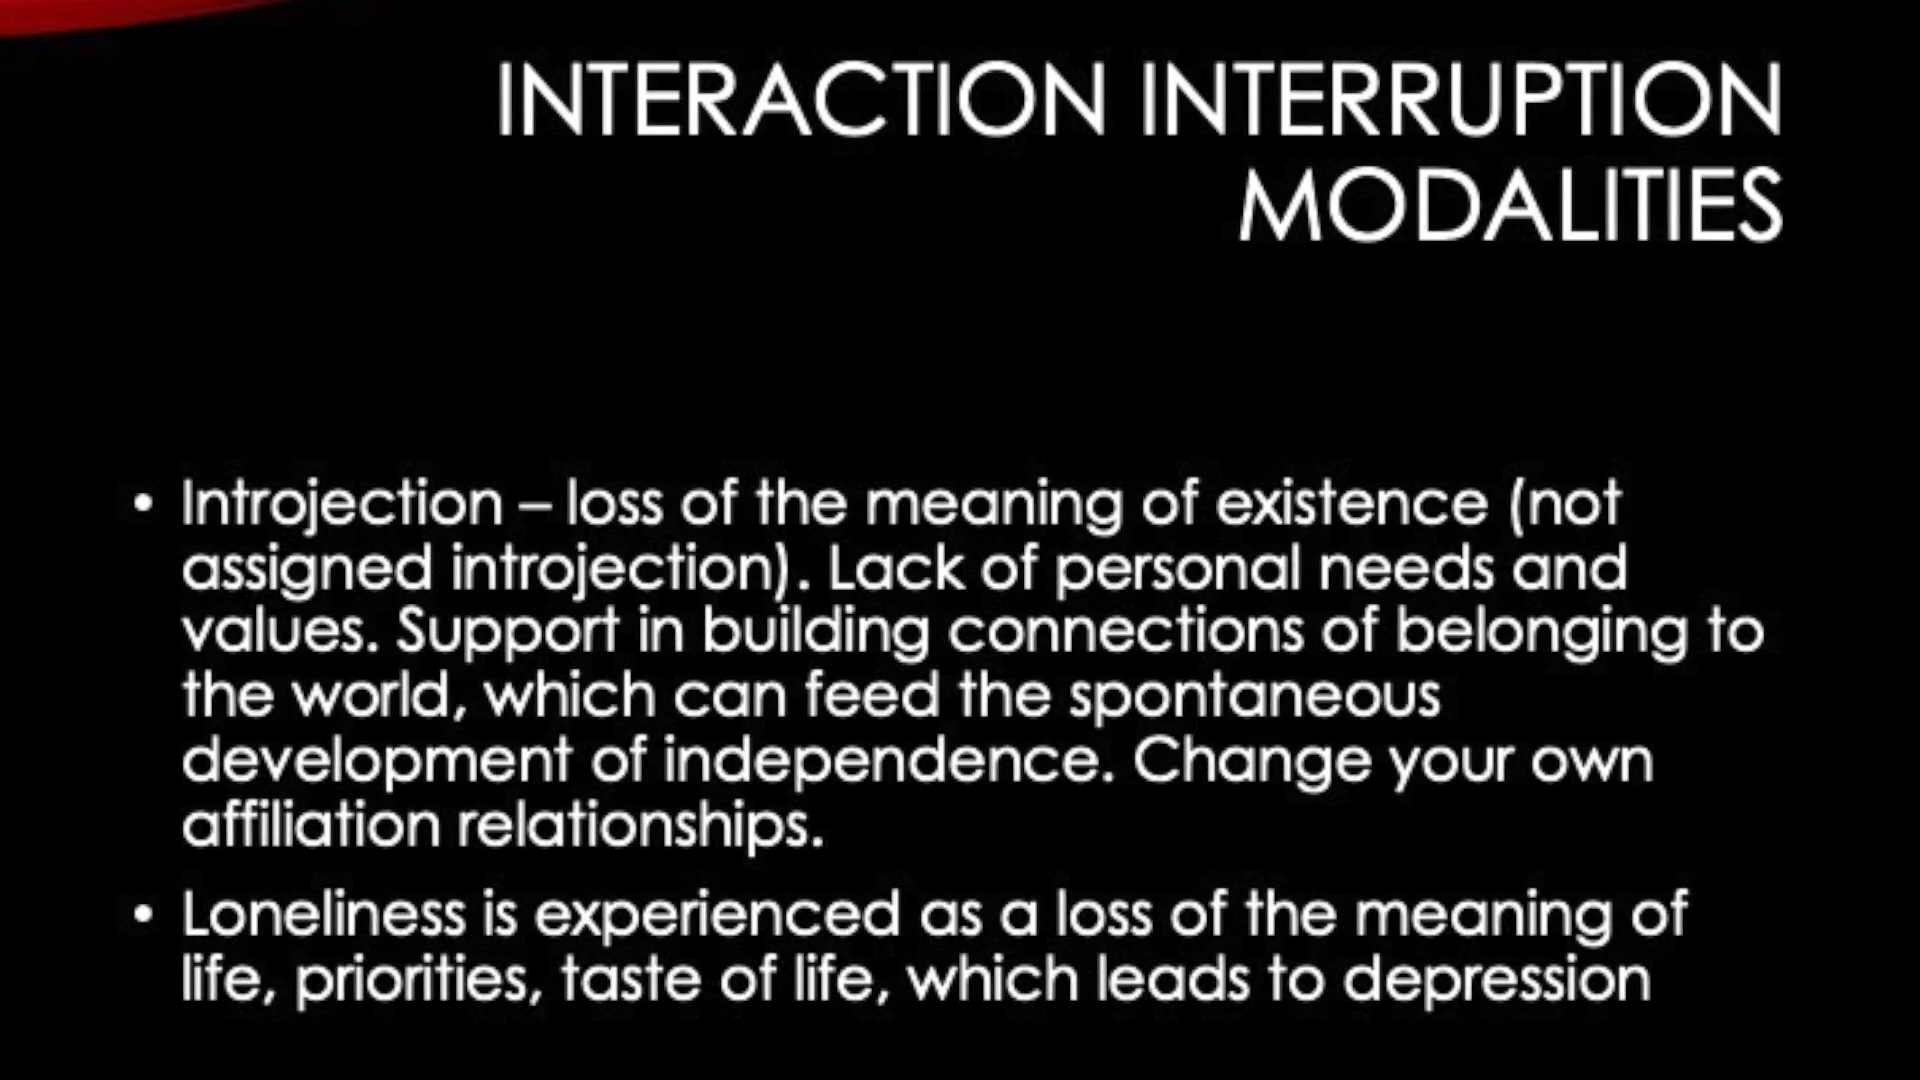 INTERACTION INTERRUPTION
MODALITIES
• Introjection – loss of the meaning of existence (not
assigned introjection). Lack of personal needs and
values. Support in building connections of belonging to
the world, which can feed the spontaneous
development of independence. Change your own
affiliation relationships.
• Loneliness is experienced as a loss of the meaning of
life, priorities, taste of life, which leads to depression